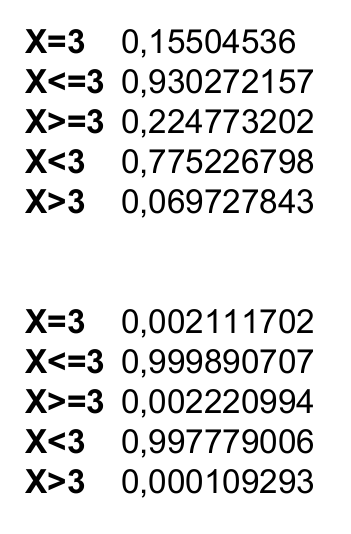 X=3 0,15504536
X<=3 0,930272157
X>=3 0,224773202
X<3 0,775226798
X>3 0,069727843
X=3 0,002111702
X<=3 0,999890707
X>=3 0,002220994
X<3 0,997779006
X>3 0,000109293